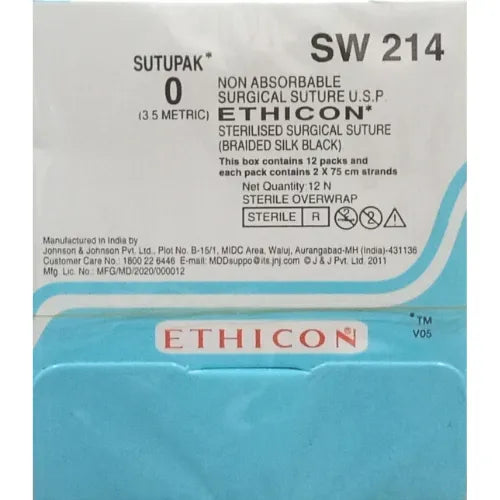 SW 214
SUTUPAK*
0
(3.5 METRIC)
NON ABSORBABLE
SURGICAL SUTURE U.S.P.
ETHICON*
STERILISED SURGICAL SUTURE
(BRAIDED SILK BLACK)
This box contains 12 packs and
each pack contains 2 X 75 cm strands
Net Quantity:12 N
STERILE OVERWRAP
STERILE R
Manufactured in India by
Johnson & Johnson Pvt. Ltd., Plot No. B-15/1, MIDC Area, Waluj, Aurangabad-MH (India)-431136
Customer Care No.: 1800 22 6446 E-mail: MDDsuppo@its.jnj.com © J & J Pvt. Ltd. 2011
Mfg. Lic. No.: MFG/MD/2020/000012
ETHICON®
*TM
V05